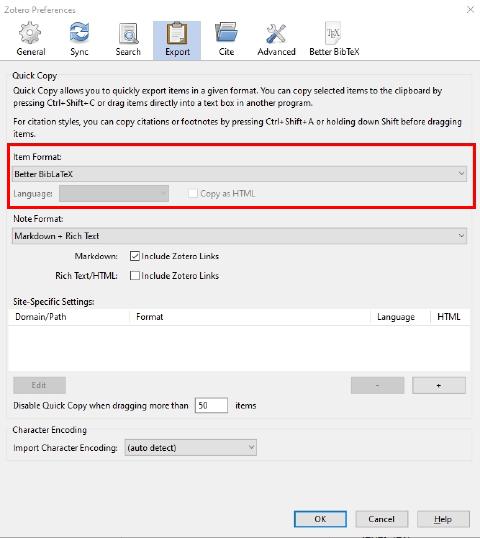 Zotero Preferences
General Sync Search Export Cite Advanced Better BibTeX
Quick Copy
Quick Copy allows you to quickly export items in a given format. You can copy selected items to the clipboard by
pressing Ctrl+Shift+C or drag items directly into a text box in another program.
For citation styles, you can copy citations or footnotes by pressing Ctrl+Shift+A or holding down Shift before dragging
items.
Item Format:
Better BibLaTeX
Language: Copy as HTML
Note Format:
Markdown + Rich Text
Markdown: Include Zotero Links
Rich Text/HTML: Include Zotero Links
Site-Specific Settings:
Domain/Path Format Language HTML
Edit - +
Disable Quick Copy when dragging more than 50 items
Character Encoding
Import Character Encoding: (auto detect)
OK Cancel Help